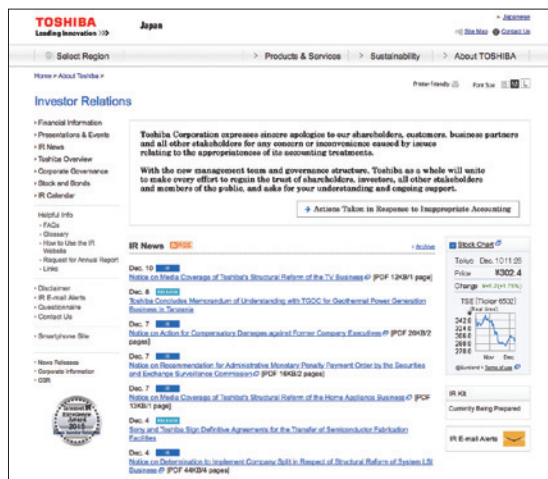 TOSHIBA
Leading Innovation >>>
Japan
Japanese
Site Map
Contact Us
Select Region
> Products & Services
> Sustainability
> About TOSHIBA
Home > About Toshiba >
Printer-friendly
Font Size
M
L
Investor Relations
Financial Information
Presentations & Events
IR News
Toshiba Overview
Corporate Governance
Stock and Bonds
IR Calendar
Helpful Info
- FAQs
- Glossary
- How to Use the IR
Website
- Request for Annual Report
- Links
Disclaimer
IR E-mail Alerts
Questionnaire
Contact Us
Smartphone Site
News Releases
Corporate Information
CSR
Internet IR
Excellence
Award
2015
Toshiba Corporation expresses sincere apologies to our shareholders, customers, business partners
and all other stakeholders for any concern or inconvenience caused by issues
relating to the appropriateness of its accounting treatments.
With the new management team and governance structure, Toshiba as a whole will unite
to make every effort to regain the trust of shareholders, investors, all other stakeholders
and members of the public, and asks for your understanding and ongoing support.
→ Actions Taken in Response to Inappropriate Accounting
IR News
RSS
Archive
Dec. 10
Notice on Media Coverage of Toshiba's Structural Reform of the TV Business [PDF 12KB/1 page]
Dec. 8
Toshiba Concludes Memorandum of Understanding with TGDC for Geothermal Power Generation
Business in Tanzania
Dec. 7
Notice on Action for Compensatory Damages against Former Company Executives [PDF 26KB/2
pages]
Dec. 7
Notice on Recommendation for Administrative Monetary Penalty Payment Order by the Securities
and Exchange Surveillance Commission [PDF 16KB/2 pages]
Dec. 7
Notice on Media Coverage of Toshiba's Structural Reform of the Home Appliance Business [PDF
13KB/1 page]
Dec. 4
Sony and Toshiba Sign Definitive Agreements for the Transfer of Semiconductor Fabrication
Facilities
Dec. 4
Notice on Determination to Implement Company Split in Respect of Structural Reform of System LSI
Business [PDF 44KB/4 pages]
Stock Chart
Tokyo Dec. 10 11:25
Price ¥302.4
Change
TSE (Ticker 6502)
Nov Dec
Terms of use
IR Kit
Currently Being Prepared
IR E-mail Alerts